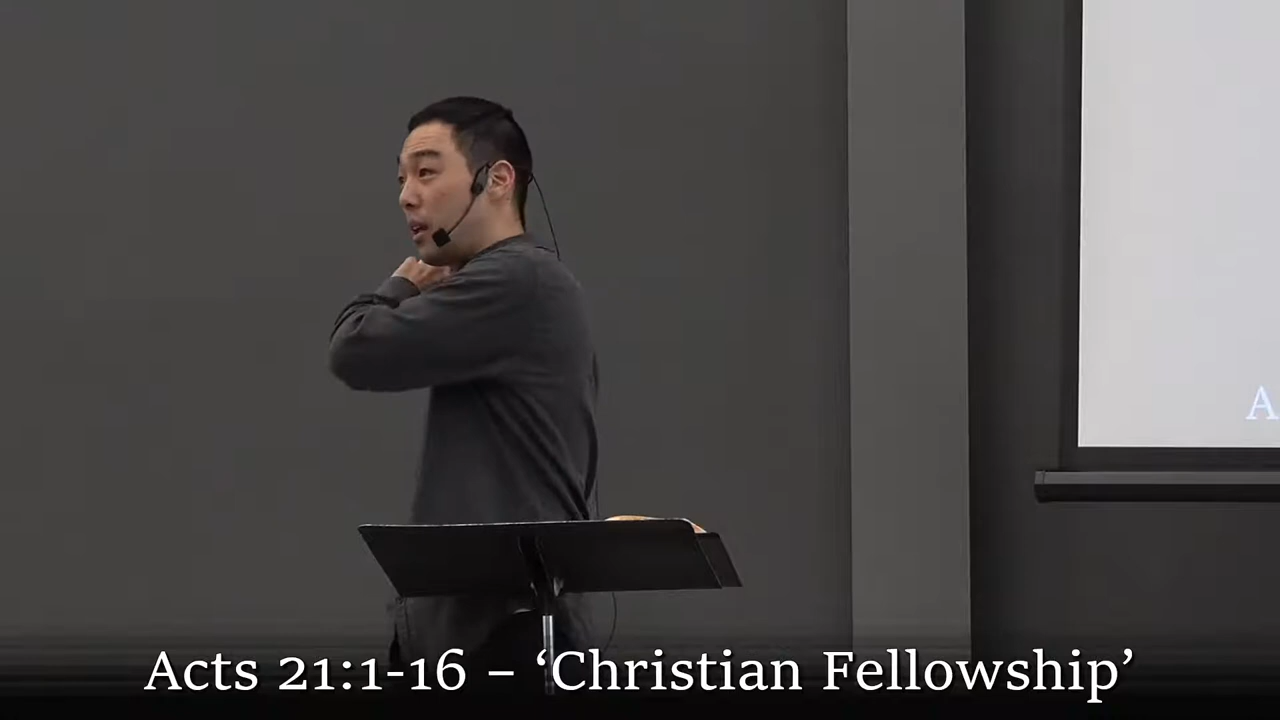 A
Acts 21:1-16 – ‘Christian Fellowship’